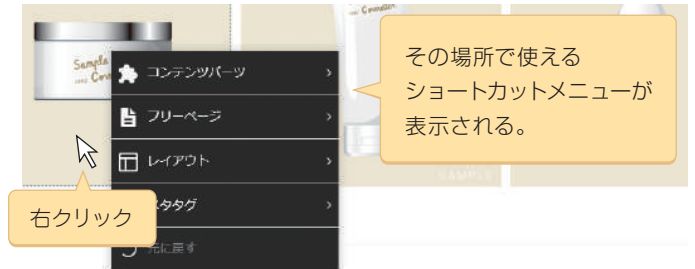 Sample
Cosmetics
コンテンツパーツ
フリーページ
レイアウト
タグ
元に戻す
その場所で使える
ショートカットメニューが
表示される。
右クリック
SAMPLE